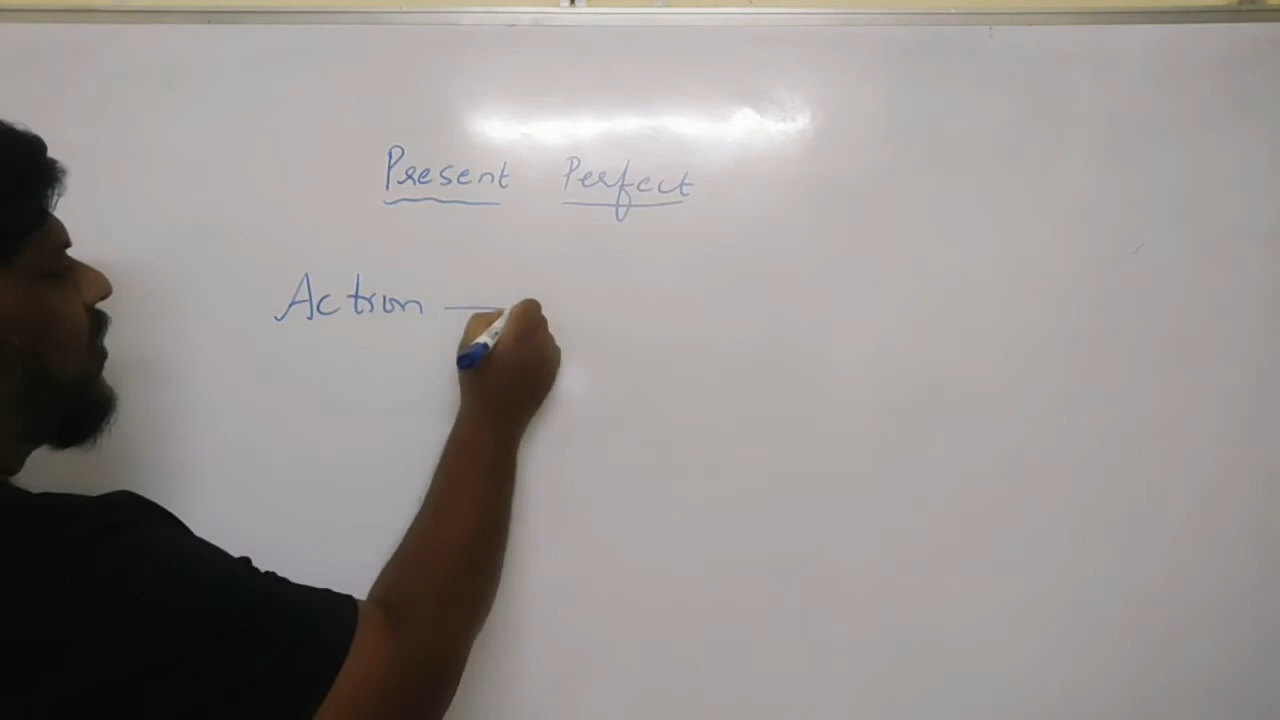 Present Perfect
Action —